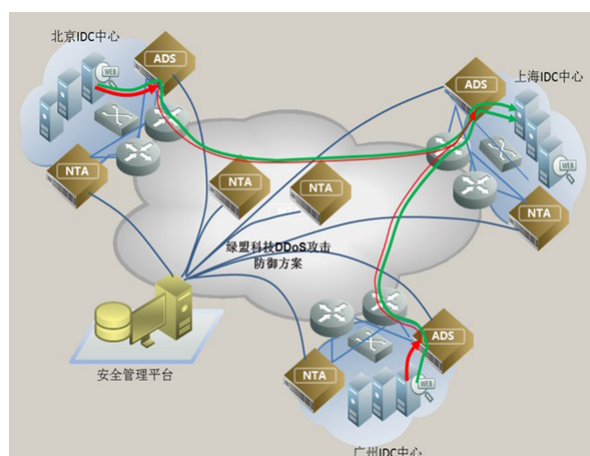 北京IDC中心
ADS
WEB
NTA
ADS
上海IDC中心
WEB
NTA
NTA
NTA
绿盟科技DDoS攻击
防御方案
安全管理平台
ADS
NTA
WEB
广州IDC中心